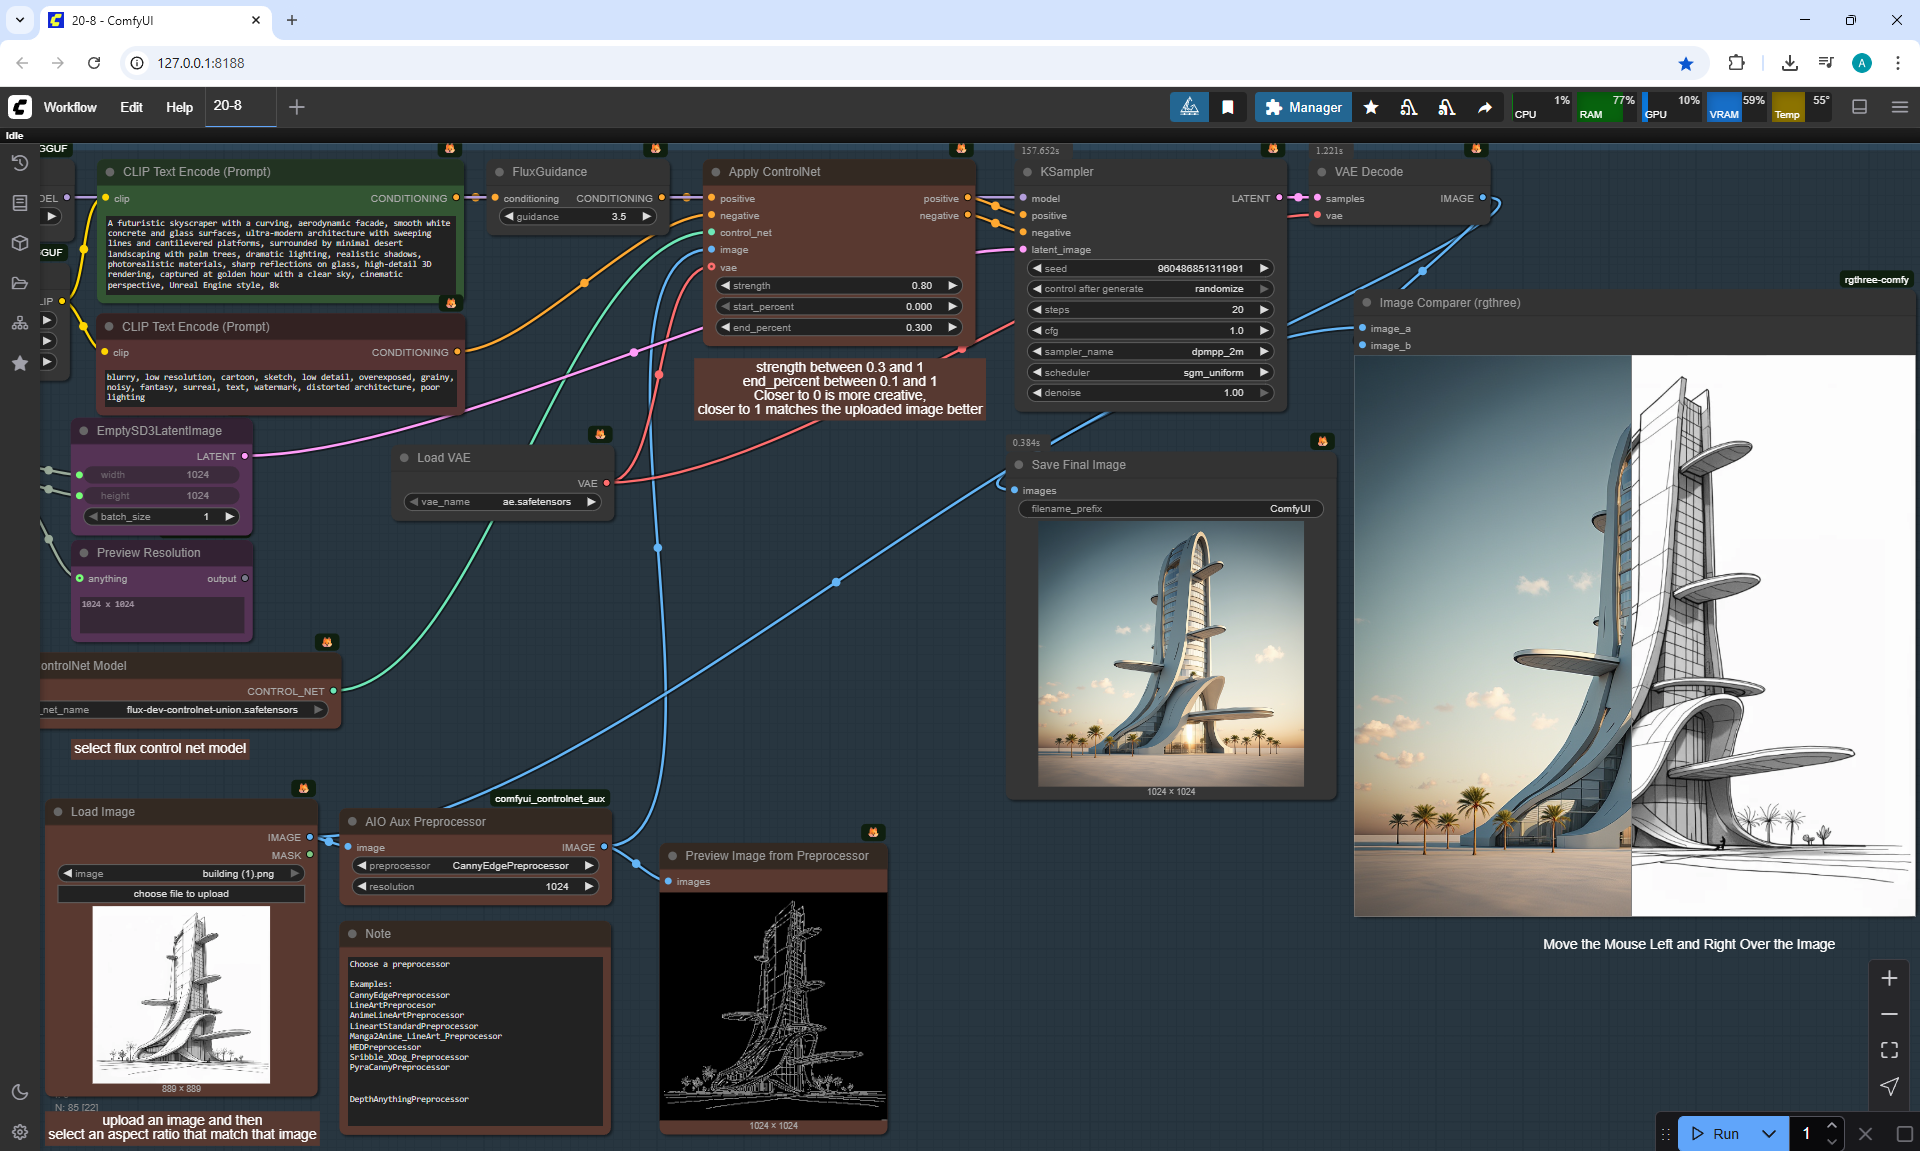 20-8 - ComfyUI
127.0.0.1:8188
A
Workflow Edit Help 20-8
Manager
CPU 1% RAM 77% GPU 10% VRAM 59% Temp 55°
Idle
GGUF
CLIP Text Encode (Prompt)
clip CONDITIONING
A futuristic skyscraper with a curving, aerodynamic facade, smooth white
concrete and glass surfaces, ultra-modern architecture with sweeping
lines and cantilevered platforms, surrounded by minimal desert
landscaping with palm trees, dramatic lighting, realistic shadows,
photorealistic materials, sharp reflections on glass, high-detail 3D
rendering, captured at golden hour with a clear sky, cinematic
perspective, Unreal Engine style, 8k
FluxGuidance
conditioning CONDITIONING
guidance 3.5
Apply ControlNet
positive positive
negative negative
control_net
image
vae
strength 0.80
start_percent 0.000
end_percent 0.300
strength between 0.3 and 1
end_percent between 0.1 and 1
Closer to 0 is more creative,
closer to 1 matches the uploaded image better
157.652s
KSampler
model LATENT
positive
negative
latent_image
seed 960486851311991
control after generate randomize
steps 20
cfg 1.0
sampler_name dpmpp_2m
scheduler sgm_uniform
denoise 1.00
1.221s
VAE Decode
samples IMAGE
vae
rgthree-comfy
Image Comparer (rgthree)
image_a
image_b
Move the Mouse Left and Right Over the Image
DEL
GUF
LIP
CLIP Text Encode (Prompt)
clip CONDITIONING
blurry, low resolution, cartoon, sketch, low detail, overexposed, grainy,
noisy, fantasy, surreal, text, watermark, distorted architecture, poor
lighting
EmptySD3LatentImage
LATENT
width 1024
height 1024
batch_size 1
Preview Resolution
anything output
1024 x 1024
Load VAE
VAE
vae_name ae.safetensors
0.384s
Save Final Image
images
filename_prefix ComfyUI
1024 × 1024
ontrolNet Model
CONTROL_NET
_net_name flux-dev-controlnet-union.safetensors
select flux control net model
Load Image
IMAGE
MASK
image building (1).png
choose file to upload
889 × 889
N: 85 [22]
upload an image and then
select an aspect ratio that match that image
comfyui_controlnet_aux
AIO Aux Preprocessor
image IMAGE
preprocessor CannyEdgePreprocessor
resolution 1024
Note
Choose a preprocessor
Examples:
CannyEdgePreprocessor
LineArtPreprocesor
AnimeLineArtPreprocessor
LineartStandardPreprocessor
Manga2Anime_LineArt_Preprocessor
HEDPreprocessor
Sribble_XDog_Preprocessor
PyraCannyPreprocessor
DepthAnythingPreprocessor
Preview Image from Preprocessor
images
1024 × 1024
Run 1